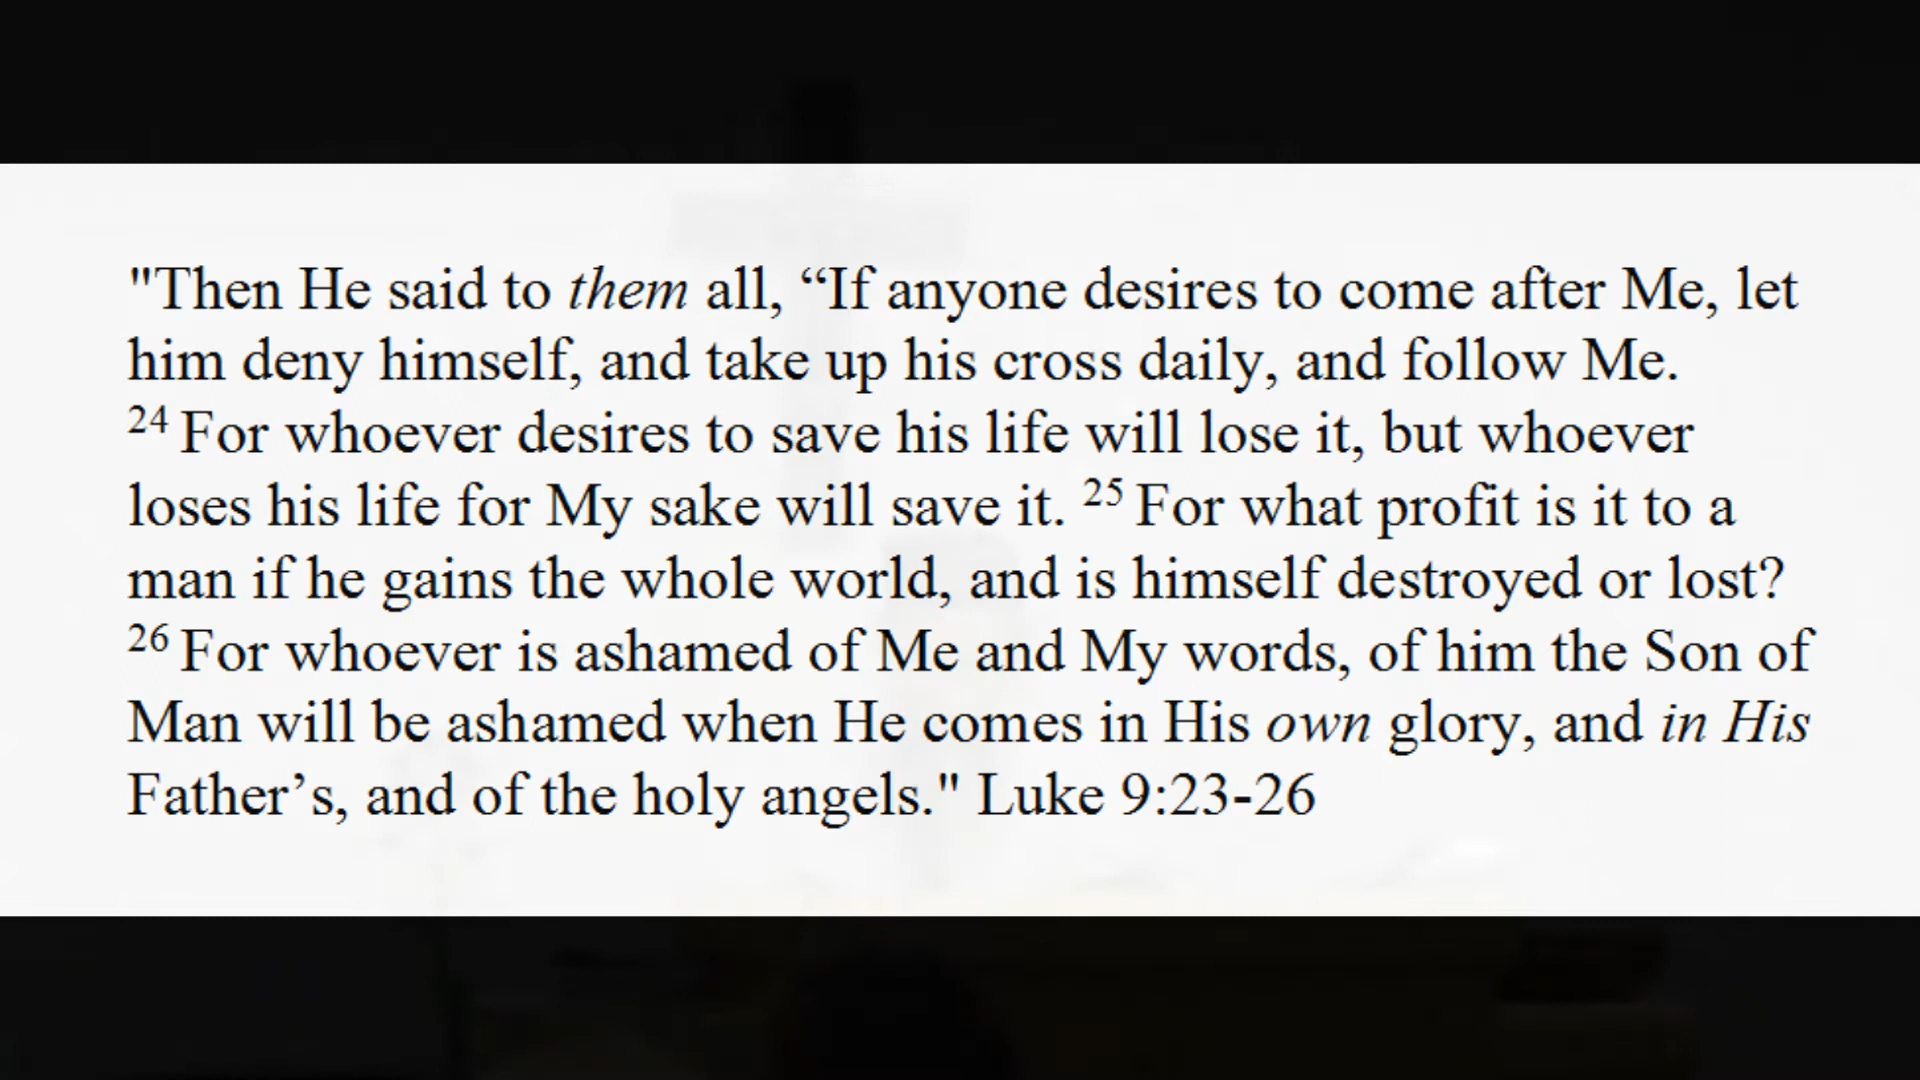 "Then He said to them all, “If anyone desires to come after Me, let
him deny himself, and take up his cross daily, and follow Me.
24 For whoever desires to save his life will lose it, but whoever
loses his life for My sake will save it. 25 For what profit is it to a
man if he gains the whole world, and is himself destroyed or lost?
26 For whoever is ashamed of Me and My words, of him the Son of
Man will be ashamed when He comes in His own glory, and in His
Father’s, and of the holy angels." Luke 9:23-26